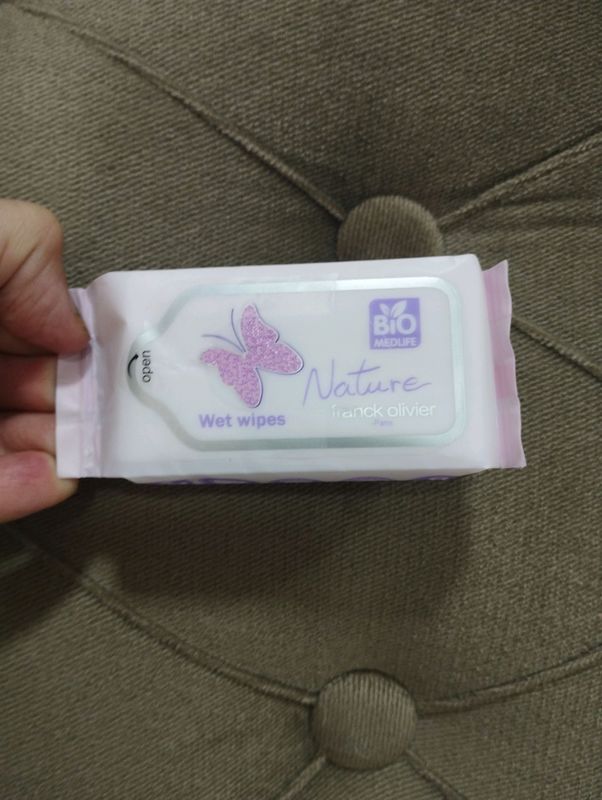 open
BiO
MEDLIFE
Nature
franck olivier
Paris
Wet wipes